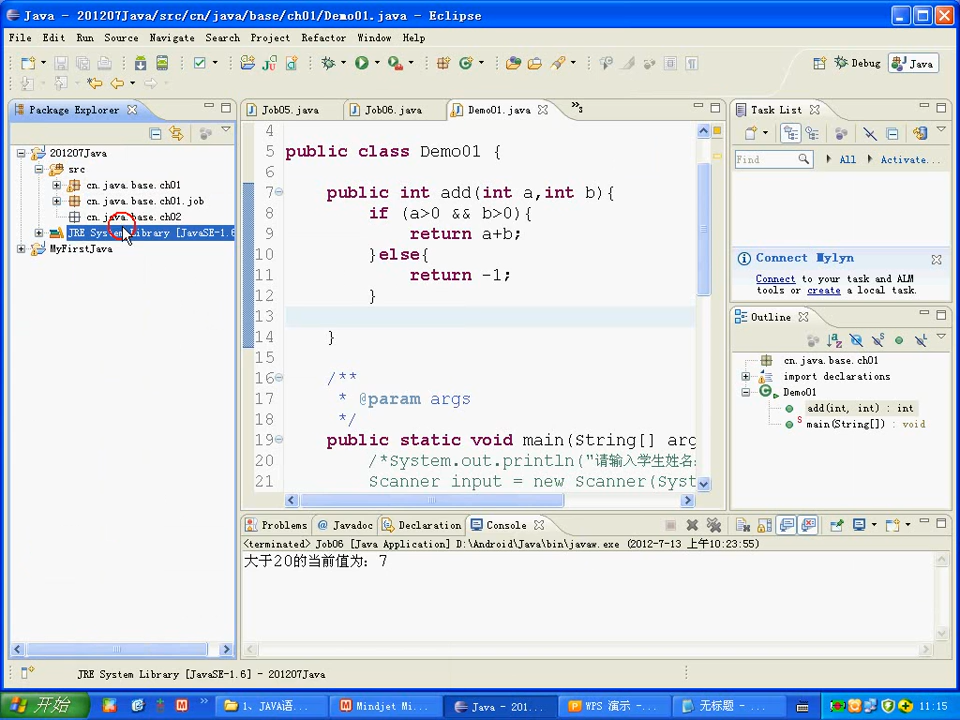 Java - 201207Java/src/cn/java/base/ch01/Demo01.java - Eclipse
File Edit Run Source Navigate Search Project Refactor Window Help
Debug Java
Package Explorer
201207Java
src
cn.java.base.ch01
cn.java.base.ch01.job
cn.java.base.ch02
JRE System Library [JavaSE-1.6
MyFirstJava
Job05.java Job06.java Demo01.java »3
4
5 public class Demo01 {
6
7 public int add(int a,int b){
8 if (a>0 && b>0){
9 return a+b;
10 }else{
11 return -1;
12 }
13
14 }
15
16 /**
17 * @param args
18 */
19 public static void main(String[] arg
20 /*System.out.println("请输入学生姓名
21 Scanner input = new Scanner(Syst
Task List
Find All Activate...
Connect Mylyn
Connect to your task and ALM
tools or create a local task.
Outline
cn.java.base.ch01
import declarations
Demo01
add(int, int) : int
main(String[]) : void
Problems @ Javadoc Declaration Console
<terminated> Job06 [Java Application] D:\Android\Java\bin\javaw.exe (2012-7-13 上午10:23:55)
大于20的当前值为: 7
JRE System Library [JavaSE-1.6] - 201207Java
开始 1、JAVA语... Mindjet Mi... Java - 201... WPS 演示 -... 无标题 -... 11:15